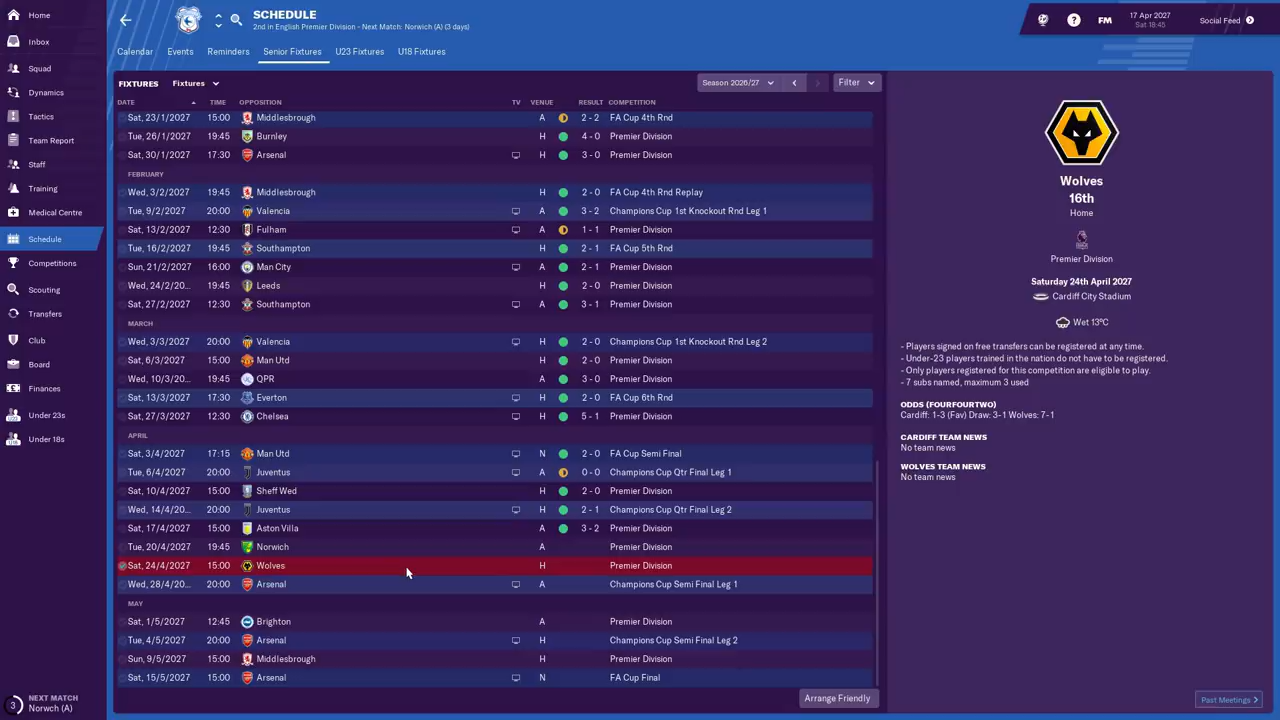 Home
Inbox
Squad
Dynamics
Tactics
Team Report
Staff
Training
Medical Centre
Schedule
Competitions
Scouting
Transfers
Club
Board
Finances
Under 23s
Under 18s
3 NEXT MATCH
Norwch (A)
SCHEDULE
2nd in English Premier Division - Next Match: Norwich (A) (3 days)
? FM 17 Apr 2027 Social Feed
Sat 18:45
Calendar Events Reminders Senior Fixtures U23 Fixtures U18 Fixtures
FIXTURES Fixtures Season 2026/27 Filter
DATE TIME OPPOSITION TV VENUE RESULT COMPETITION
Sat, 23/1/2027 15:00 Middlesbrough A 2 - 2 FA Cup 4th Rnd
Tue, 26/1/2027 19:45 Burnley H 4 - 0 Premier Division
Sat, 30/1/2027 17:30 Arsenal H 3 - 0 Premier Division
FEBRUARY
Wed, 3/2/2027 19:45 Middlesbrough H 2 - 0 FA Cup 4th Rnd Replay
Tue, 9/2/2027 20:00 Valencia A 3 - 2 Champions Cup 1st Knockout Rnd Leg 1
Sat, 13/2/2027 12:30 Fulham A 1 - 1 Premier Division
Tue, 16/2/2027 19:45 Southampton H 2 - 1 FA Cup 5th Rnd
Sun, 21/2/2027 16:00 Man City A 2 - 1 Premier Division
Wed, 24/2/20... 19:45 Leeds H 2 - 0 Premier Division
Sat, 27/2/2027 12:30 Southampton A 3 - 1 Premier Division
MARCH
Wed, 3/3/2027 20:00 Valencia H 2 - 0 Champions Cup 1st Knockout Rnd Leg 2
Sat, 6/3/2027 15:00 Man Utd H 2 - 0 Premier Division
Wed, 10/3/20... 19:45 QPR A 3 - 0 Premier Division
Sat, 13/3/2027 17:30 Everton H 2 - 0 FA Cup 6th Rnd
Sat, 27/3/2027 12:30 Chelsea H 5 - 1 Premier Division
APRIL
Sat, 3/4/2027 17:15 Man Utd N 2 - 0 FA Cup Semi Final
Tue, 6/4/2027 20:00 Juventus A 0 - 0 Champions Cup Qtr Final Leg 1
Sat, 10/4/2027 15:00 Sheff Wed H 2 - 0 Premier Division
Wed, 14/4/20... 20:00 Juventus H 2 - 1 Champions Cup Qtr Final Leg 2
Sat, 17/4/2027 15:00 Aston Villa A 3 - 2 Premier Division
Tue, 20/4/2027 19:45 Norwich A Premier Division
Sat, 24/4/2027 15:00 Wolves H Premier Division
Wed, 28/4/20... 20:00 Arsenal A Champions Cup Semi Final Leg 1
MAY
Sat, 1/5/2027 12:45 Brighton A Premier Division
Tue, 4/5/2027 20:00 Arsenal H Champions Cup Semi Final Leg 2
Sun, 9/5/2027 15:00 Middlesbrough H Premier Division
Sat, 15/5/2027 15:00 Arsenal N FA Cup Final
Arrange Friendly
Wolves
16th
Home
Premier Division
Saturday 24th April 2027
Cardiff City Stadium
Wet 13ºC
- Players signed on free transfers can be registered at any time.
- Under-23 players trained in the nation do not have to be registered.
- Only players registered for this competition are eligible to play.
- 7 subs named, maximum 3 used
ODDS (FOURFOURTWO)
Cardiff: 1-3 (Fav) Draw: 3-1 Wolves: 7-1
CARDIFF TEAM NEWS
No team news
WOLVES TEAM NEWS
No team news
Past Meetings